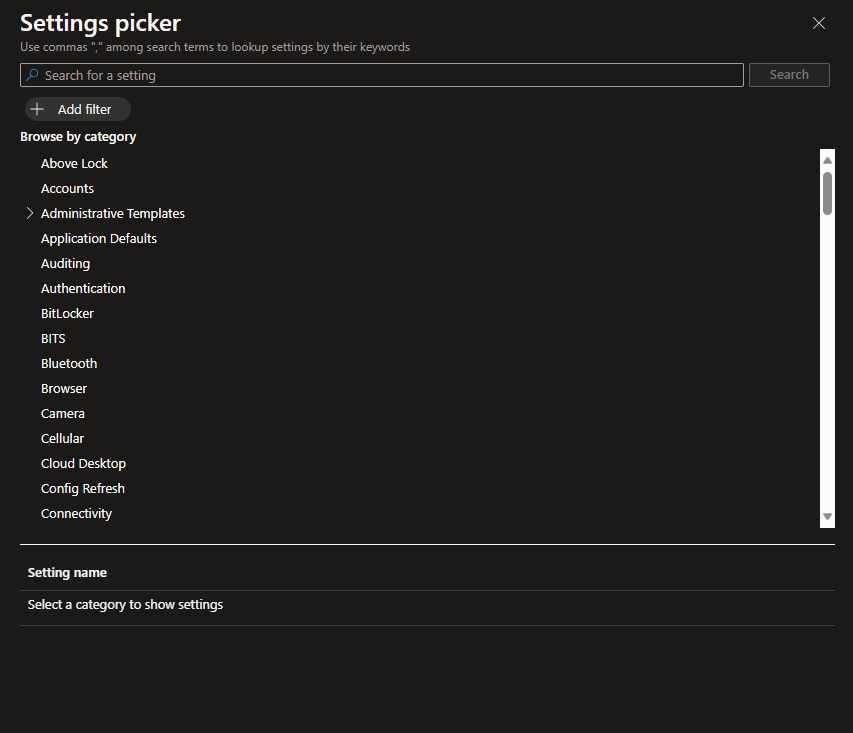 Settings picker
Use commas "," among search terms to lookup settings by their keywords
Search for a setting
Search
Add filter
Browse by category
Above Lock
Accounts
Administrative Templates
Application Defaults
Auditing
Authentication
BitLocker
BITS
Bluetooth
Browser
Camera
Cellular
Cloud Desktop
Config Refresh
Connectivity
Setting name
Select a category to show settings